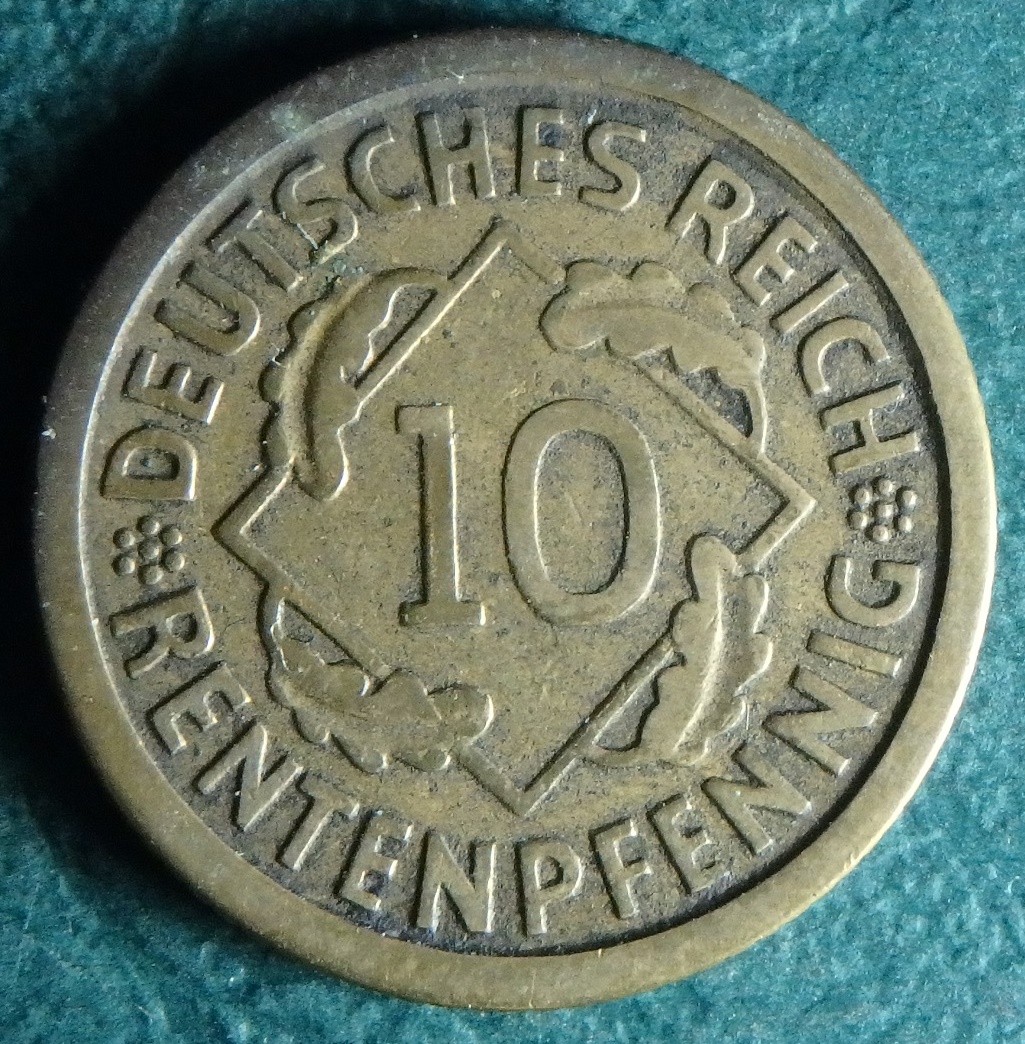 DEUTSCHES REICH
10
RENTENPFENNIG